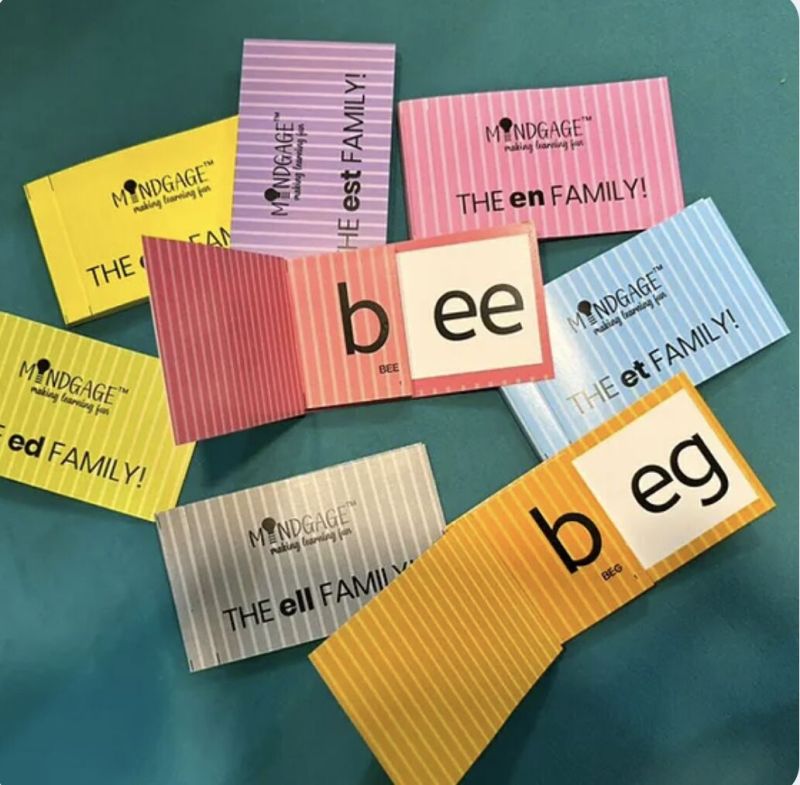 MINDGAGE™
making learning fun
THE
MINDGAGE™
making learning fun
THE est FAMILY!
MINDGAGE™
making learning fun
THE en FAMILY!
b ee
BEE
MINDGAGE™
making learning fun
THE et FAMILY!
MINDGAGE™
making learning fun
ed FAMILY!
b eg
BEG
MINDGAGE™
making learning fun
THE ell FAMILY!